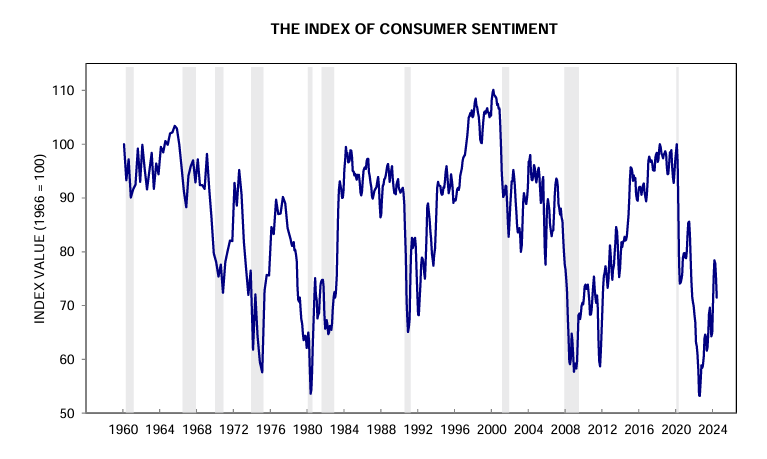 THE INDEX OF CONSUMER SENTIMENT
INDEX VALUE (1966 = 100)
110
100
90
80
70
60
50
1960 1964 1968 1972 1976 1980 1984 1988 1992 1996 2000 2004 2008 2012 2016 2020 2024